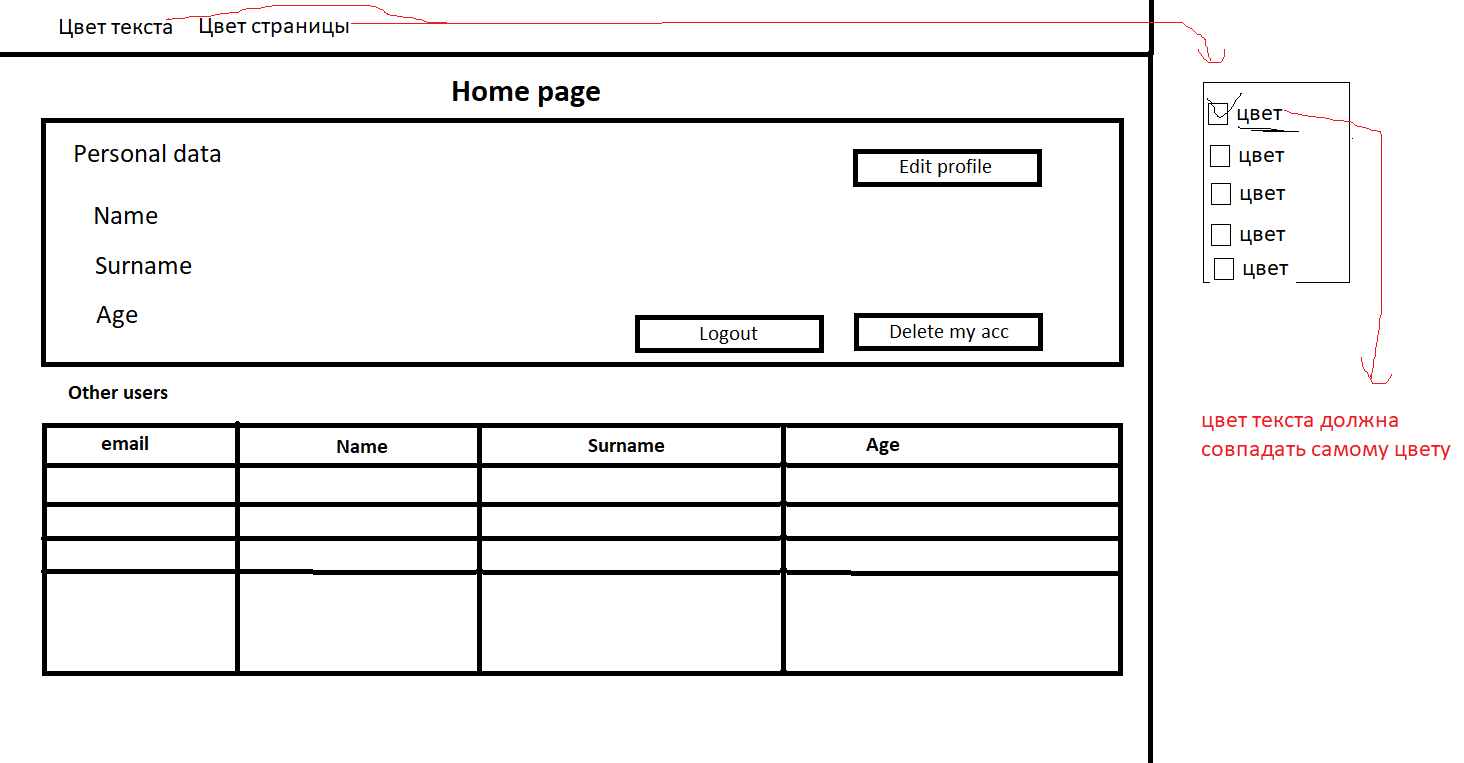 Цвет текста Цвет страницы
Home page
Personal data
Edit profile
Name
Surname
Age
Logout
Delete my acc
Other users
email Name Surname Age
цвет
цвет
цвет
цвет
цвет
цвет текста должна
совпадать самому цвету